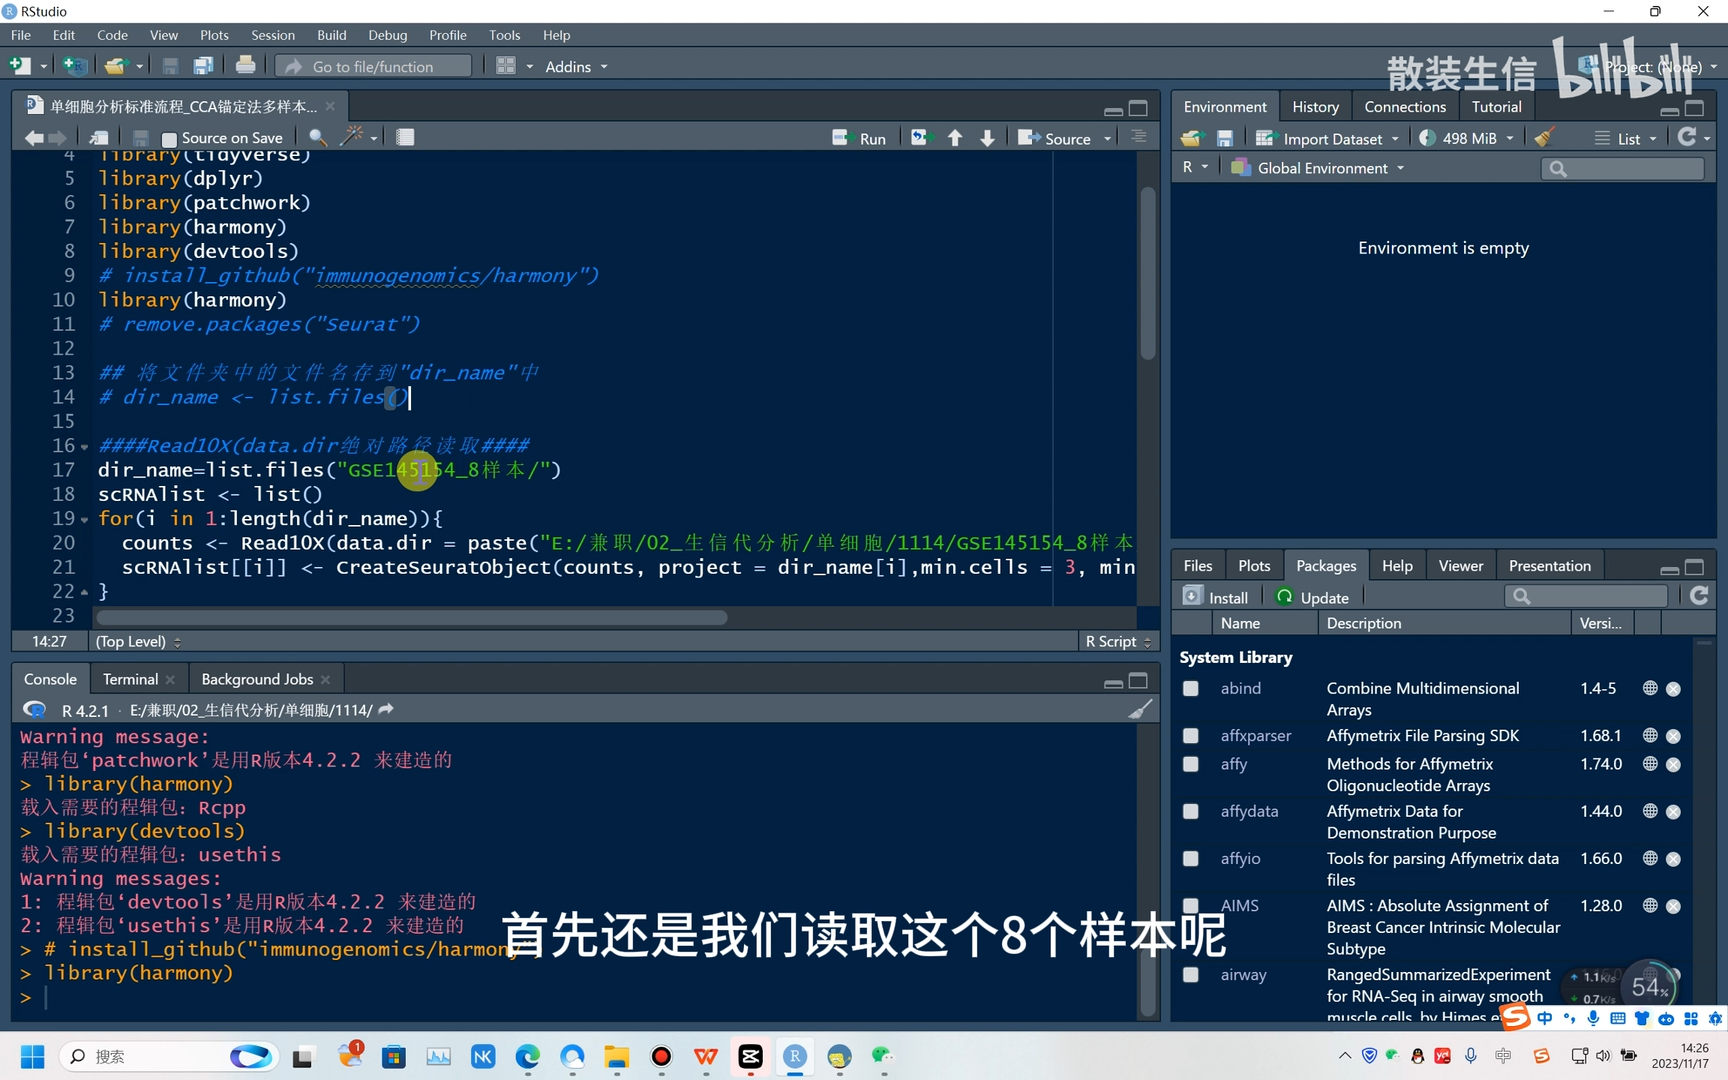 RStudio
File Edit Code View Plots Session Build Debug Profile Tools Help
Go to file/function Addins
散装生信 bilibili
Project: (None)
单细胞分析标准流程_CCA锚定法多样本...
Source on Save Run Source
4 library(tidyverse)
5 library(dplyr)
6 library(patchwork)
7 library(harmony)
8 library(devtools)
9 # install_github("immunogenomics/harmony")
10 library(harmony)
11 # remove.packages("Seurat")
12
13 ## 将文件夹中的文件名存到"dir_name"中
14 # dir_name <- list.files()
15
16 ####Read10X(data.dir绝对路径读取####
17 dir_name=list.files("GSE145154_8样本/")
18 scRNAlist <- list()
19 for(i in 1:length(dir_name)){
20 counts <- Read10X(data.dir = paste("E:/兼职/02_生信代分析/单细胞/1114/GSE145154_8样本
21 scRNAlist[[i]] <- CreateSeuratObject(counts, project = dir_name[i],min.cells = 3, min
22 }
23
14:27 (Top Level) R Script
Console Terminal Background Jobs
R 4.2.1 · E:/兼职/02_生信代分析/单细胞/1114/
Warning message:
程辑包‘patchwork’是用R版本4.2.2 来建造的
> library(harmony)
载入需要的程辑包：Rcpp
> library(devtools)
载入需要的程辑包：usethis
Warning messages:
1: 程辑包‘devtools’是用R版本4.2.2 来建造的
2: 程辑包‘usethis’是用R版本4.2.2 来建造的
> # install_github("immunogenomics/harmony")
> library(harmony)
>
首先还是我们读取这个8个样本呢
Environment History Connections Tutorial
Import Dataset 498 MiB List
R Global Environment
Environment is empty
Files Plots Packages Help Viewer Presentation
Install Update
Name Description Versi...
System Library
abind Combine Multidimensional 1.4-5
Arrays
affxparser Affymetrix File Parsing SDK 1.68.1
affy Methods for Affymetrix 1.74.0
Oligonucleotide Arrays
affydata Affymetrix Data for 1.44.0
Demonstration Purpose
affyio Tools for parsing Affymetrix data 1.66.0
files
AIMS AIMS : Absolute Assignment of 1.28.0
Breast Cancer Intrinsic Molecular
Subtype
airway RangedSummarizedExperiment
for RNA-Seq in airway smooth
muscle cells, by Himes
1.1K/s
0.7K/s
54%
中
搜索
1
NK
中
14:26
2023/11/17